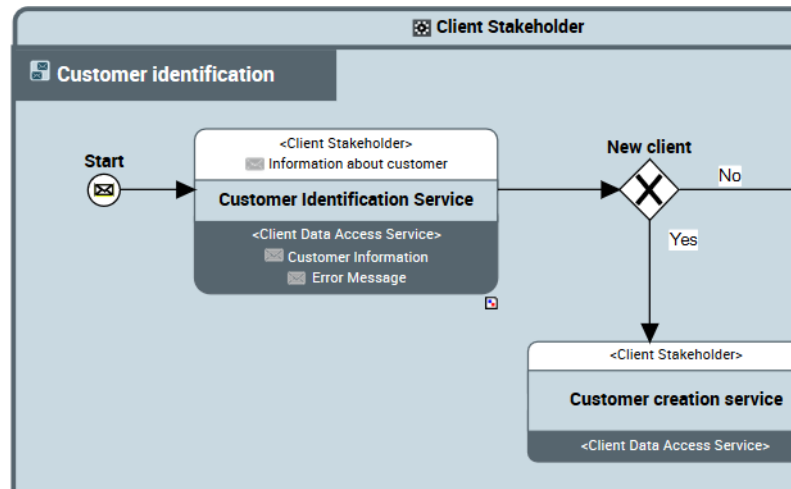 Client Stakeholder
Customer identification
Start
<Client Stakeholder>
Information about customer
Customer Identification Service
<Client Data Access Service>
Customer Information
Error Message
New client
No
Yes
<Client Stakeholder>
Customer creation service
<Client Data Access Service>